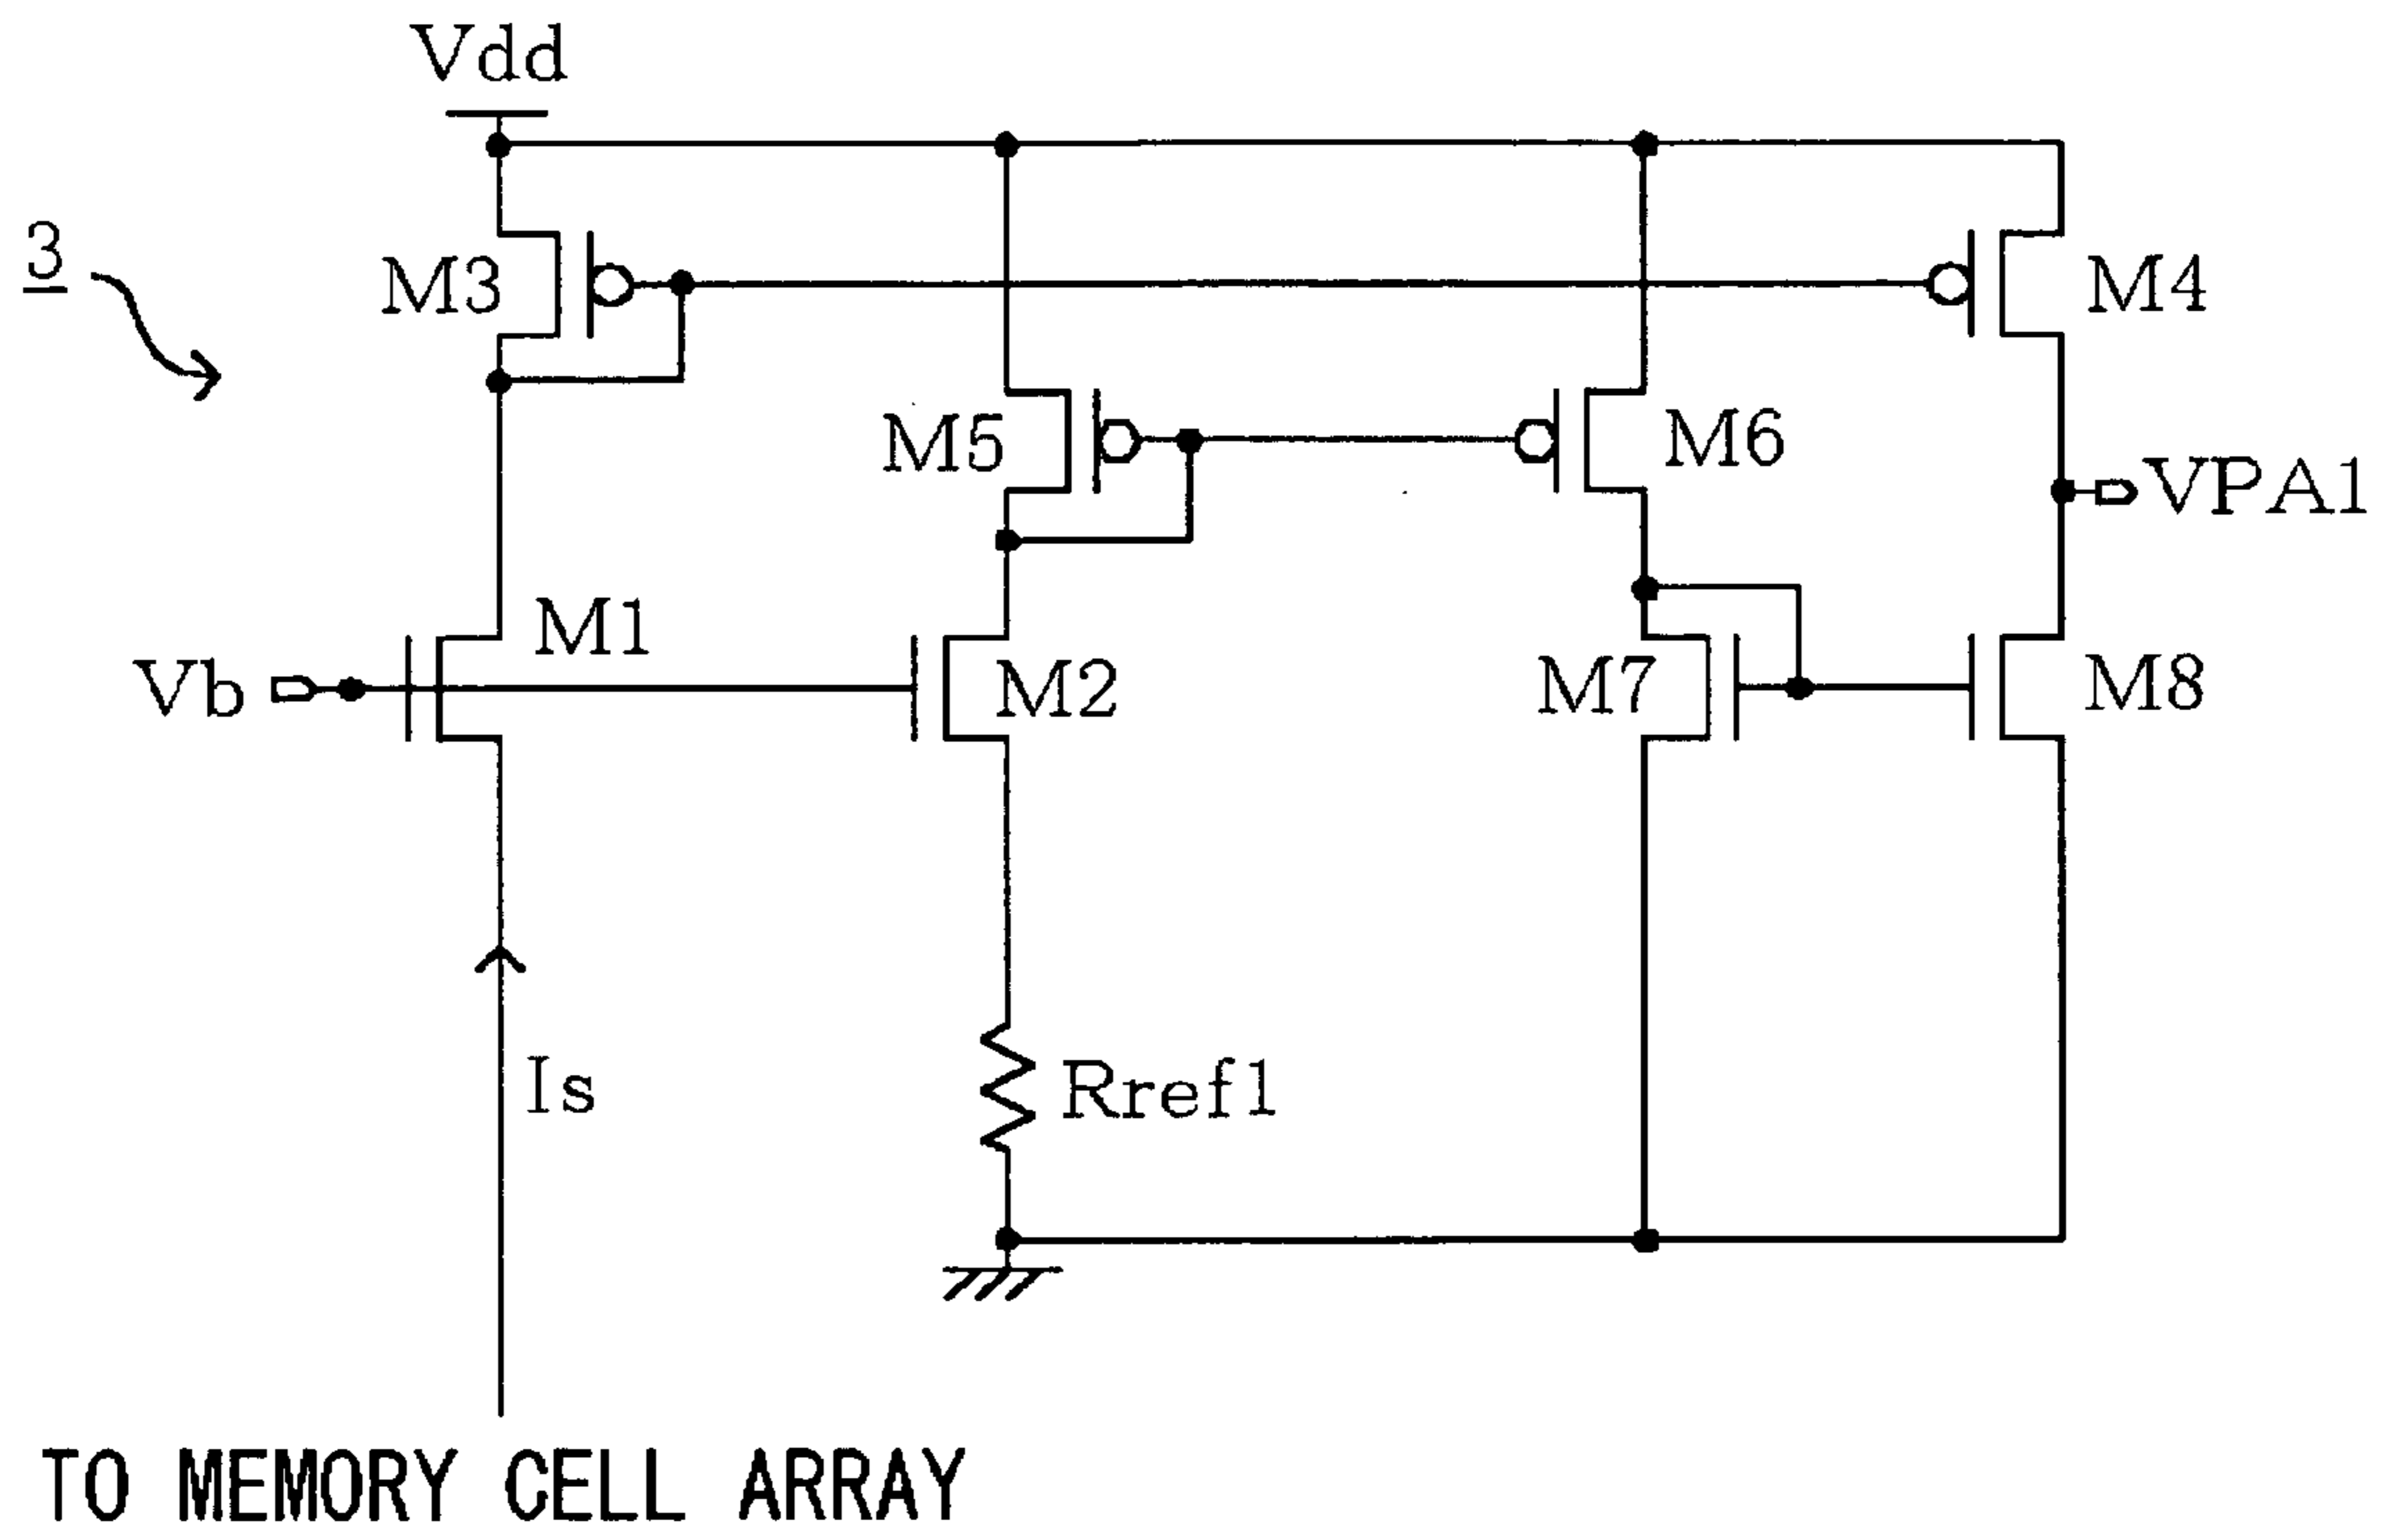 Vdd
3
M3
M4
M5
M6
VPA1
M1
Vb
M2
M7
M8
Is
Rref1
TO MEMORY CELL ARRAY